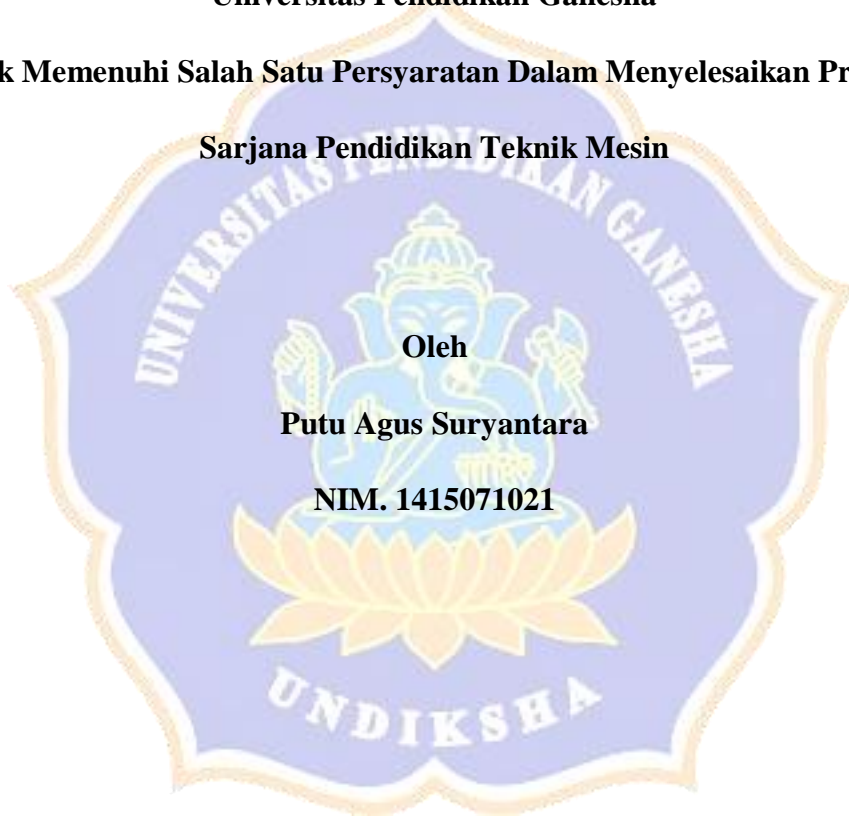 Universitas Pendidikan Ganesha
k Memenuhi Salah Satu Persyaratan Dalam Menyelesaikan Pr
Sarjana Pendidikan Teknik Mesin
UNIVERSITAS PENDIDIKAN GANESHA
Oleh
Putu Agus Suryantara
NIM. 1415071021
UNDIKSHA